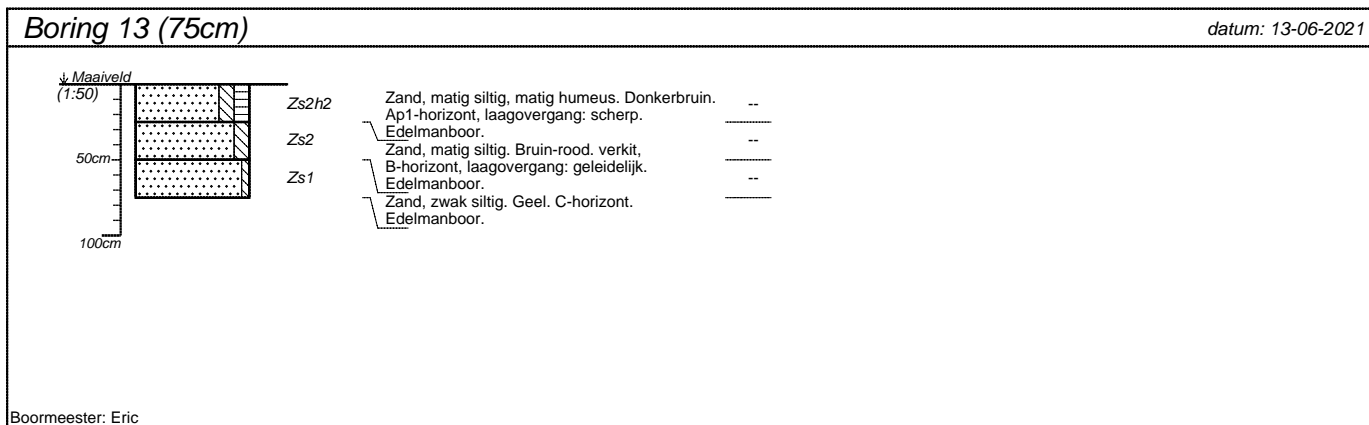 Boring 13 (75cm)
datum: 13-06-2021
Maaiveld
(1:50)
Zs2h2
Zand, matig siltig, matig humeus. Donkerbruin.
Ap1-horizont, laagovergang: scherp.
Edelmanboor.
--
Zs2
Zand, matig siltig. Bruin-rood. verkit,
B-horizont, laagovergang: geleidelijk.
Edelmanboor.
--
50cm
Zs1
Zand, zwak siltig. Geel. C-horizont.
Edelmanboor.
--
100cm
Boormeester: Eric